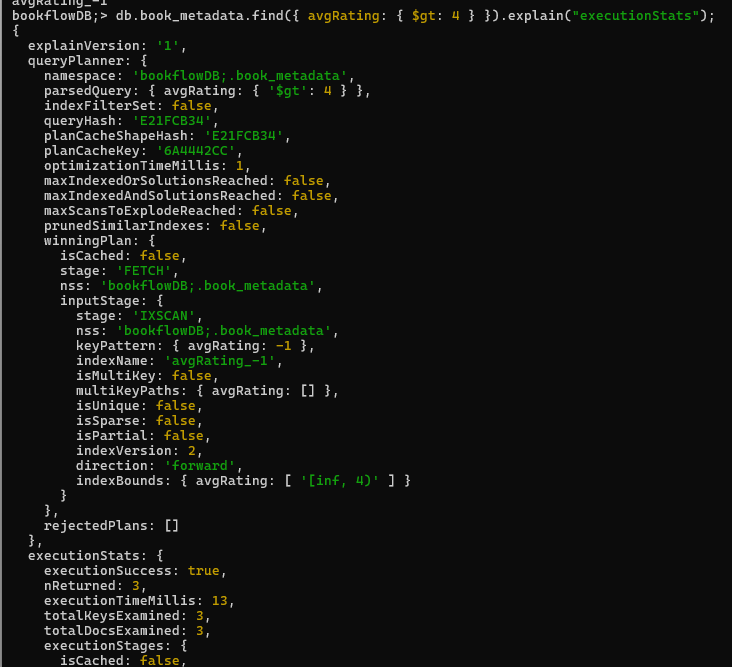 avgRating_-1
bookflowDB;> db.book_metadata.find({ avgRating: { $gt: 4 } }).explain("executionStats");
{
  explainVersion: '1',
  queryPlanner: {
    namespace: 'bookflowDB;.book_metadata',
    parsedQuery: { avgRating: { '$gt': 4 } },
    indexFilterSet: false,
    queryHash: 'E21FCB34',
    planCacheShapeHash: 'E21FCB34',
    planCacheKey: '6A4442CC',
    optimizationTimeMillis: 1,
    maxIndexedOrSolutionsReached: false,
    maxIndexedAndSolutionsReached: false,
    maxScansToExplodeReached: false,
    prunedSimilarIndexes: false,
    winningPlan: {
      isCached: false,
      stage: 'FETCH',
      nss: 'bookflowDB;.book_metadata',
      inputStage: {
        stage: 'IXSCAN',
        nss: 'bookflowDB;.book_metadata',
        keyPattern: { avgRating: -1 },
        indexName: 'avgRating_-1',
        isMultiKey: false,
        multiKeyPaths: { avgRating: [] },
        isUnique: false,
        isSparse: false,
        isPartial: false,
        indexVersion: 2,
        direction: 'forward',
        indexBounds: { avgRating: [ '[inf, 4)' ] }
      }
    },
    rejectedPlans: []
  },
  executionStats: {
    executionSuccess: true,
    nReturned: 3,
    executionTimeMillis: 13,
    totalKeysExamined: 3,
    totalDocsExamined: 3,
    executionStages: {
      isCached: false,